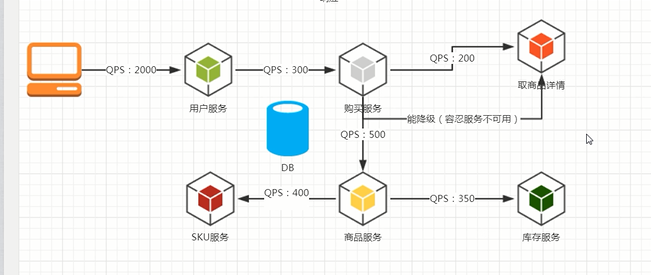 QPS：2000
QPS：300
QPS：200
用户服务
购买服务
取商品详情
能降级（容忍服务不可用）
QPS：500
DB
QPS：400
QPS：350
SKU服务
商品服务
库存服务